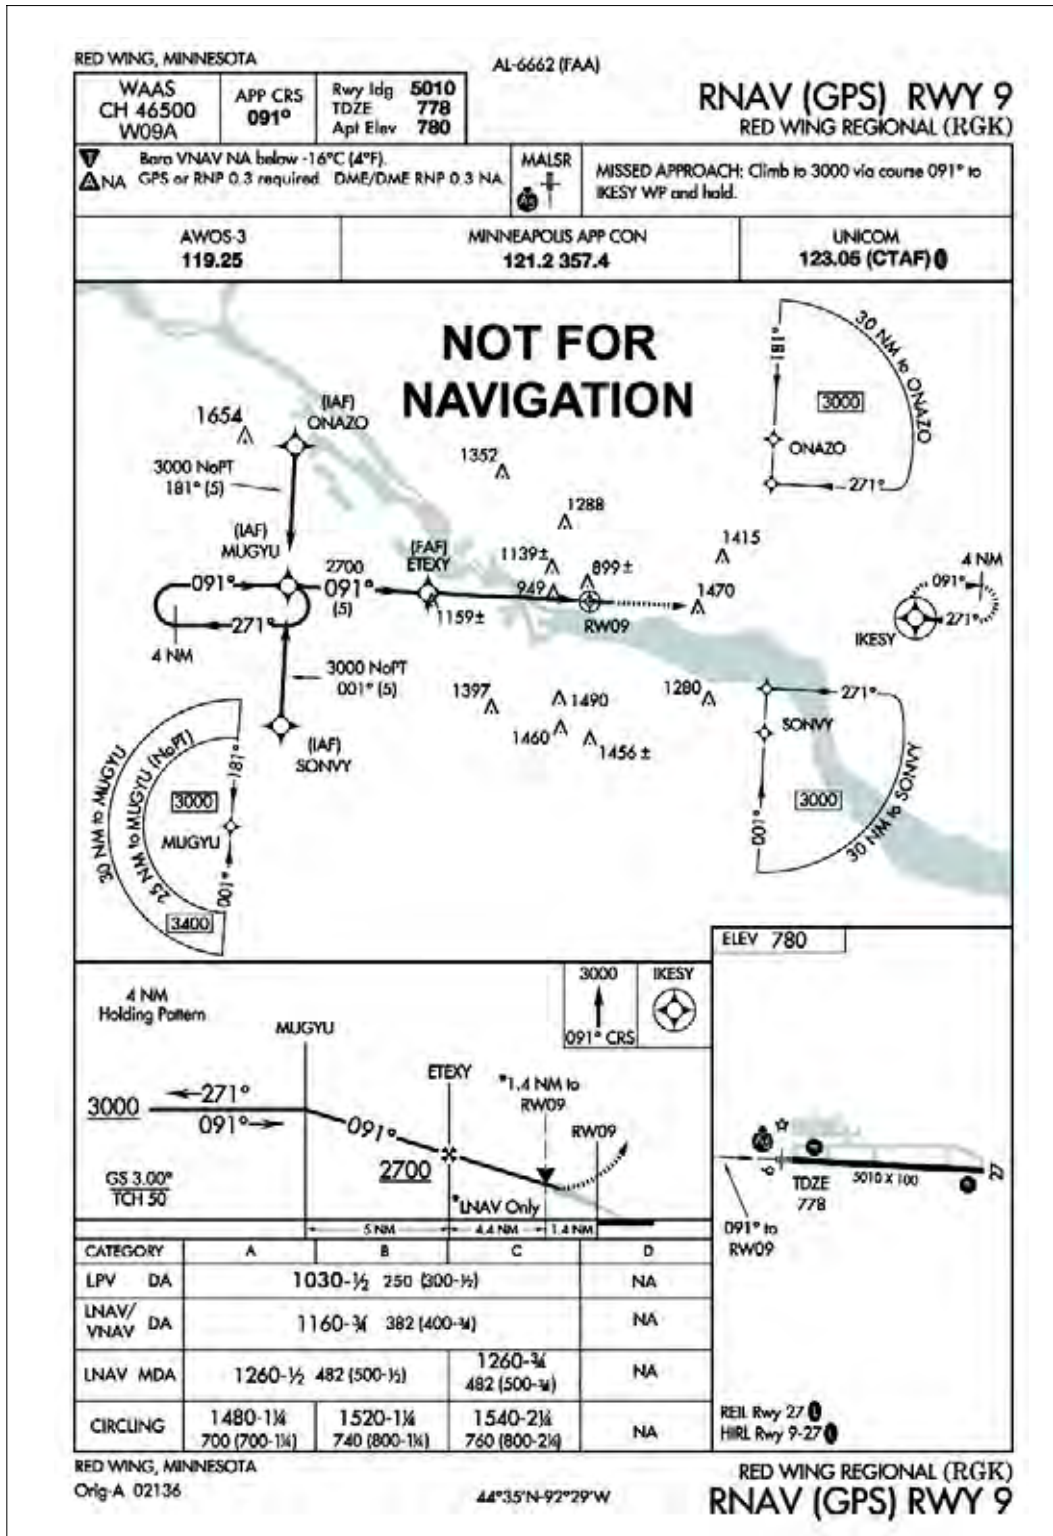 RED WING, MINNESOTA
AL-6662 (FAA)
WAAS
CH 46500
W09A
APP CRS
091°
Rwy ldg 5010
TDZE 778
Apt Elev 780
RNAV (GPS) RWY 9
RED WING REGIONAL (RGK)
T
A NA
Baro VNAV NA below -16°C (4°F).
GPS or RNP 0.3 required. DME/DME RNP 0.3 NA.
MALSR
MISSED APPROACH: Climb to 3000 via course 091° to
IKESY WP and hold.
AWOS-3
119.25
MINNEAPOLIS APP CON
121.2 357.4
UNICOM
123.05 (CTAF)
NOT FOR
NAVIGATION
30 NM to ONAZO
181°
3000
ONAZO
271°
1654
(IAF)
ONAZO
3000 NoPT
181° (5)
1352
1288
(IAF)
MUGYU
(FAF)
ETEXY
1139±
899±
1415
949
1470
091°
2700
091°
(5)
1159±
RW09
271°
4 NM
4 NM
091°
271°
IKESY
3000 NoPT
001° (5)
1397
1490
1280
1460
1456±
(IAF)
SONVY
271°
SONVY
3000
001°
30 NM to SONVY
30 NM to MUGYU
25 NM to MUGYU (NoPT)
181°
3000
MUGYU
001°
3400
ELEV 780
4 NM
Holding Pattern
MUGYU
3000
091° CRS
IKESY
ETEXY
*1.4 NM to
RW09
RW09
271°
3000
091°
091°
2700
GS 3.00°
TCH 50
*LNAV Only
5 NM
4.4 NM
1.4 NM
TDZE
778
5010 X 100
9
27
091° to
RW09
CATEGORY A B C D
LPV DA 1030-½ 250 (300-½) NA
LNAV/
VNAV DA 1160-¾ 382 (400-¾) NA
LNAV MDA 1260-½ 482 (500-½) 1260-¾
482 (500-¾) NA
CIRCLING 1480-1¼
700 (700-1¼) 1520-1¼
740 (800-1¼) 1540-2¼
760 (800-2¼) NA
REIL Rwy 27
HIRL Rwy 9-27
RED WING, MINNESOTA
Orig-A 02136
44°35'N-92°29'W
RED WING REGIONAL (RGK)
RNAV (GPS) RWY 9